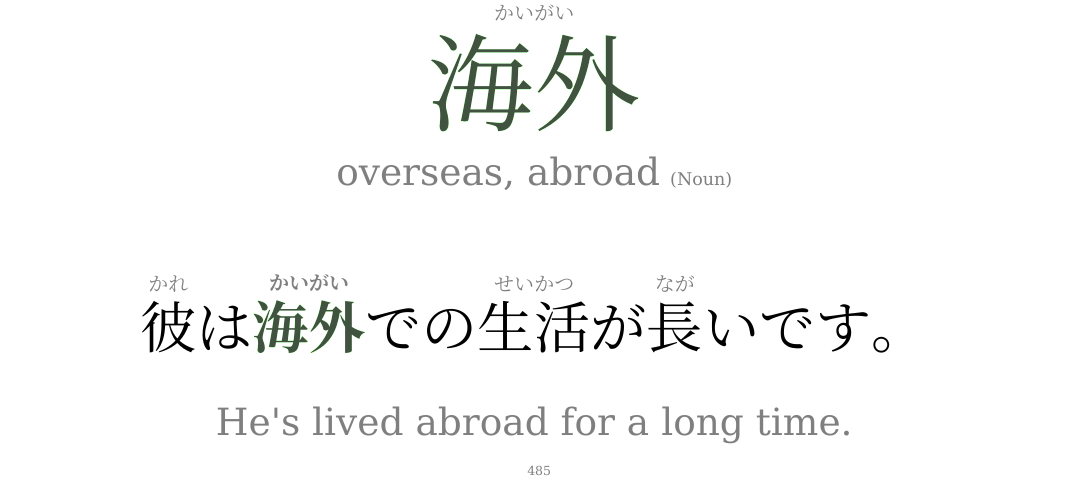 かいがい
海外
overseas, abroad (Noun)
かれ かいがい せいかつ なが
彼は海外での生活が長いです。
He's lived abroad for a long time.
485